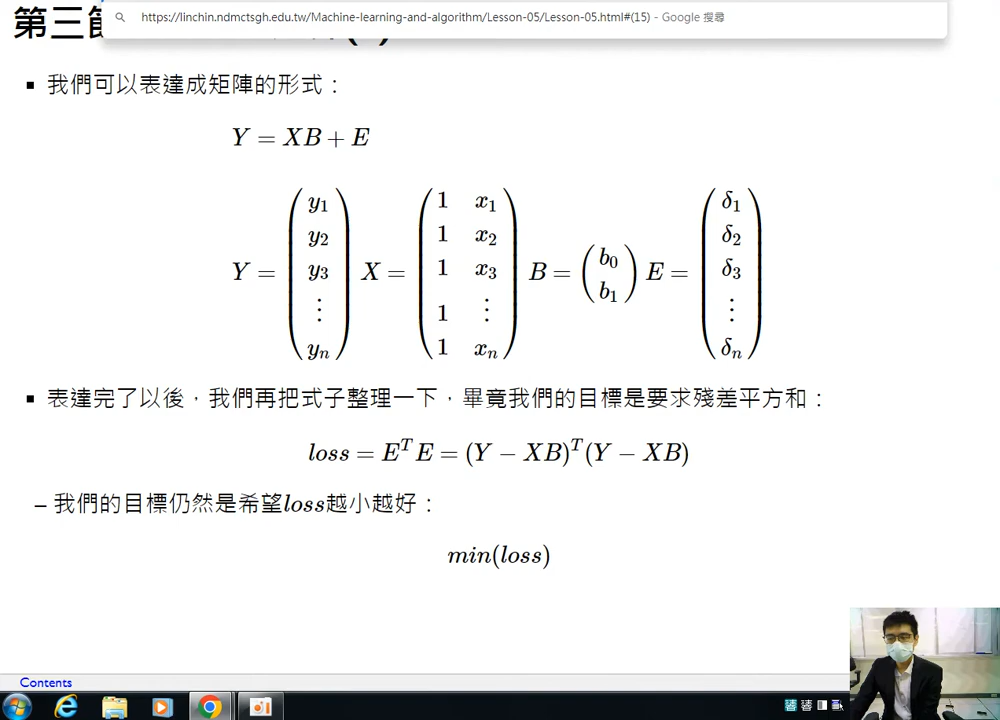 https://linchin.ndmctsgh.edu.tw/Machine-learning-and-algorithm/Lesson-05/Lesson-05.html#(15) - Google 搜尋
第三節
我們可以表達成矩陣的形式：
Y = XB + E
Y = (y1 y2 y3 ⋮ yn) X = (1 x1 1 x2 1 x3 1 ⋮ 1 xn) B = (b0 b1) E = (δ1 δ2 δ3 ⋮ δn)
表達完了以後，我們再把式子整理一下，畢竟我們的目標是要求殘差平方和：
loss = E^T E = (Y − XB)^T (Y − XB)
– 我們的目標仍然是希望loss越小越好：
min(loss)
Contents